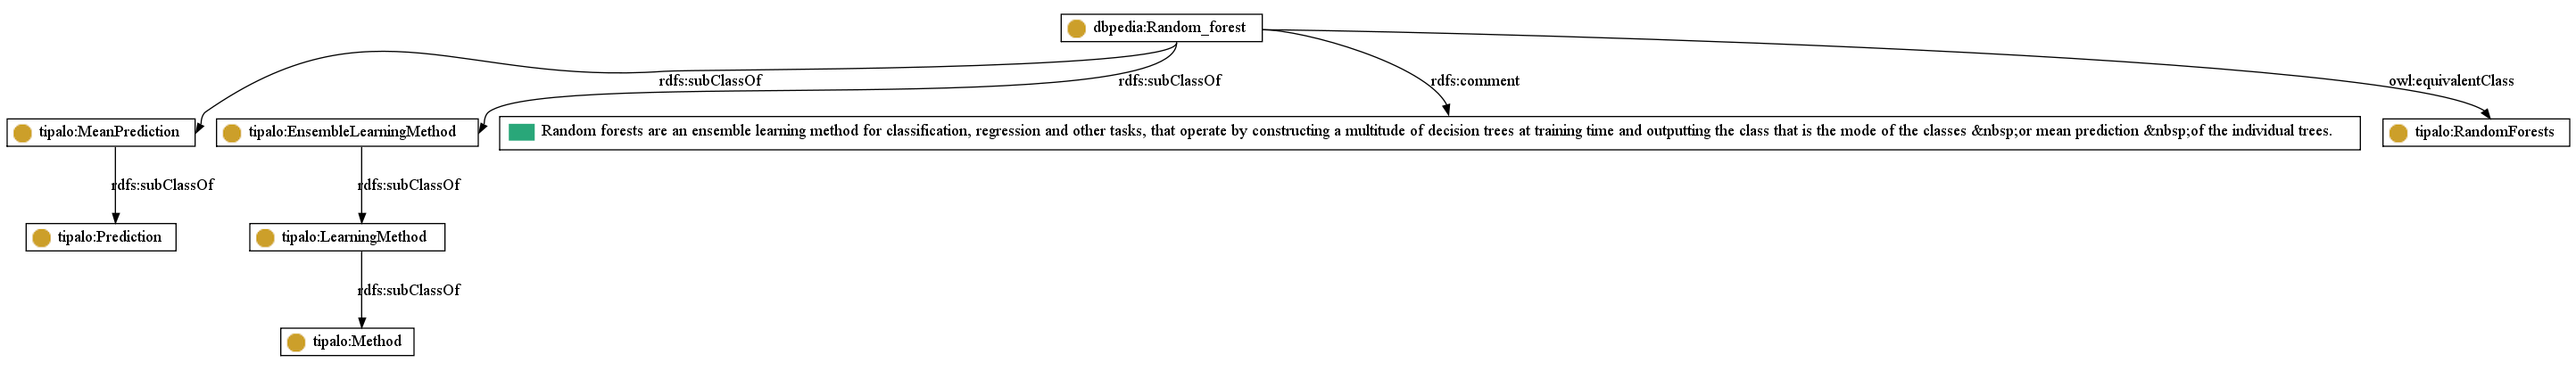 dbpedia:Random_forest
rdfs:subClassOf
rdfs:subClassOf
rdfs:comment
owl:equivalentClass
tipalo:MeanPrediction
tipalo:EnsembleLearningMethod
Random forests are an ensemble learning method for classification, regression and other tasks, that operate by constructing a multitude of decision trees at training time and outputting the class that is the mode of the classes &nbsp;or mean prediction &nbsp;of the individual trees.
tipalo:RandomForests
rdfs:subClassOf
rdfs:subClassOf
tipalo:Prediction
tipalo:LearningMethod
rdfs:subClassOf
tipalo:Method